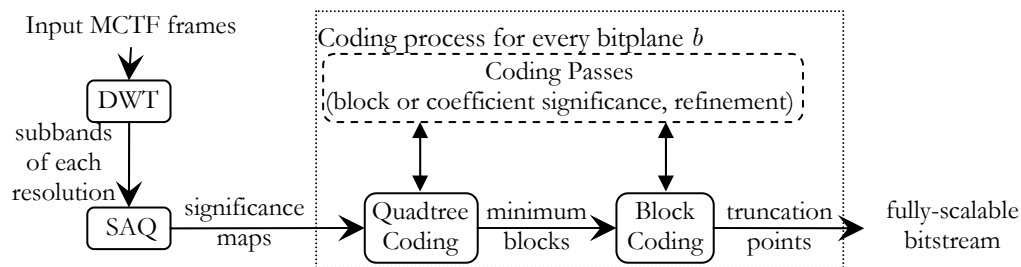 Input MCTF frames
DWT
subbands
of each
resolution
SAQ
significance
maps
Coding process for every bitplane b
Coding Passes
(block or coefficient significance, refinement)
Quadtree
Coding
minimum
blocks
Block
Coding
truncation
points
fully-scalable
bitstream